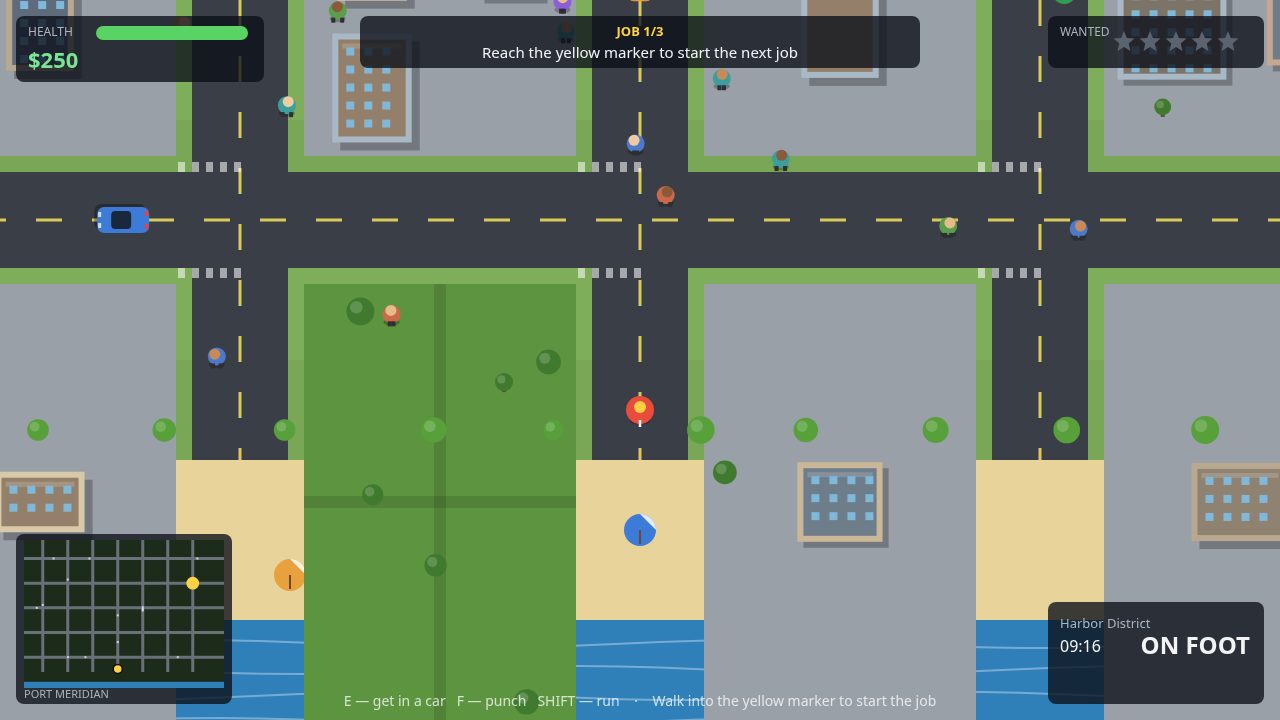 HEALTH
$250
JOB 1/3
Reach the yellow marker to start the next job
WANTED
PORT MERIDIAN
Harbor District
09:16 ON FOOT
E — get in a car F — punch SHIFT — run · Walk into the yellow marker to start the job